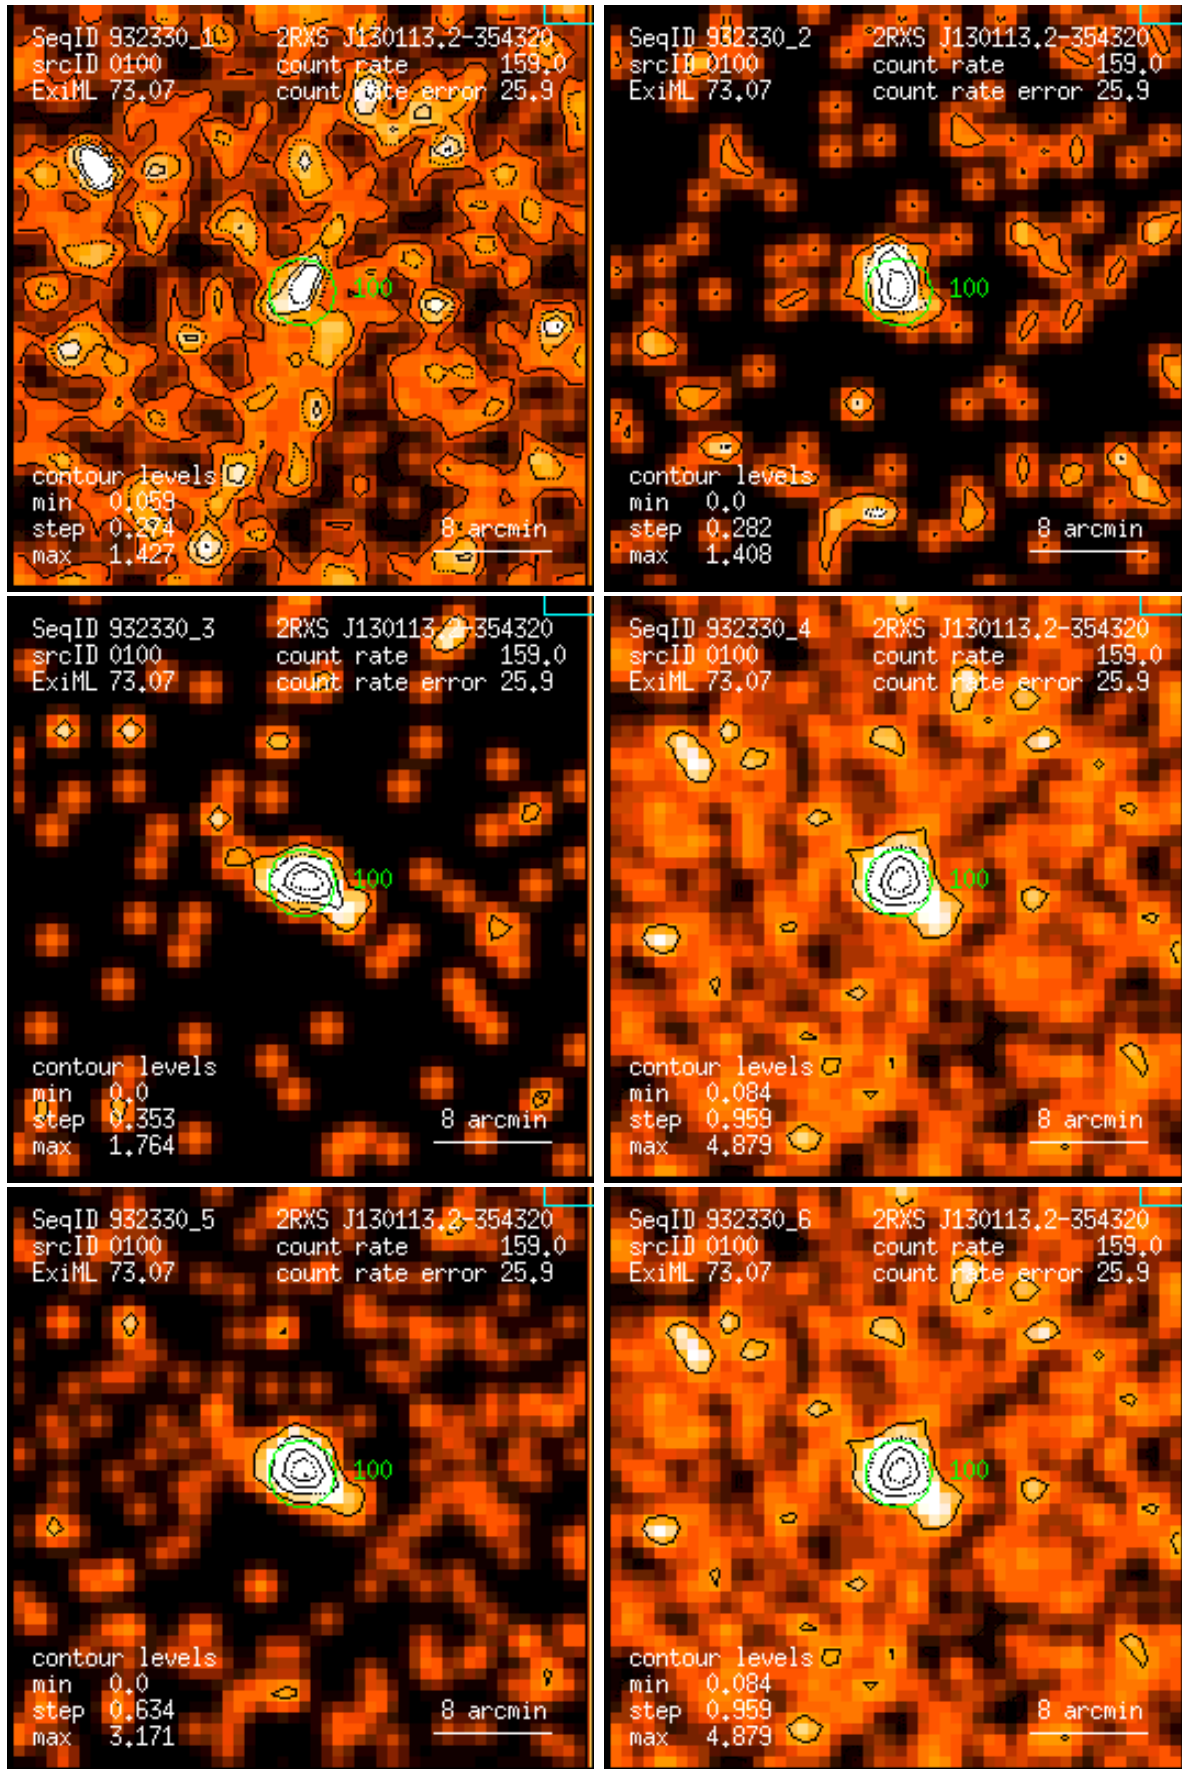 SeqID 932330_1 2RXS J130113.2-354320
srcID 0100 count rate 159.0
ExiML 73.07 count rate error 25.9
100
contour levels
min 0.059
step 0.274
max 1.427
8 arcmin
SeqID 932330_2 2RXS J130113.2-354320
srcID 0100 count rate 159.0
ExiML 73.07 count rate error 25.9
100
contour levels
min 0.0
step 0.282
max 1.408
8 arcmin
SeqID 932330_3 2RXS J130113.2-354320
srcID 0100 count rate 159.0
ExiML 73.07 count rate error 25.9
100
contour levels
min 0.0
step 0.353
max 1.764
8 arcmin
SeqID 932330_4 2RXS J130113.2-354320
srcID 0100 count rate 159.0
ExiML 73.07 count rate error 25.9
100
contour levels
min 0.084
step 0.959
max 4.879
8 arcmin
SeqID 932330_5 2RXS J130113.2-354320
srcID 0100 count rate 159.0
ExiML 73.07 count rate error 25.9
100
contour levels
min 0.0
step 0.634
max 3.171
8 arcmin
SeqID 932330_6 2RXS J130113.2-354320
srcID 0100 count rate 159.0
ExiML 73.07 count rate error 25.9
100
contour levels
min 0.084
step 0.959
max 4.879
8 arcmin